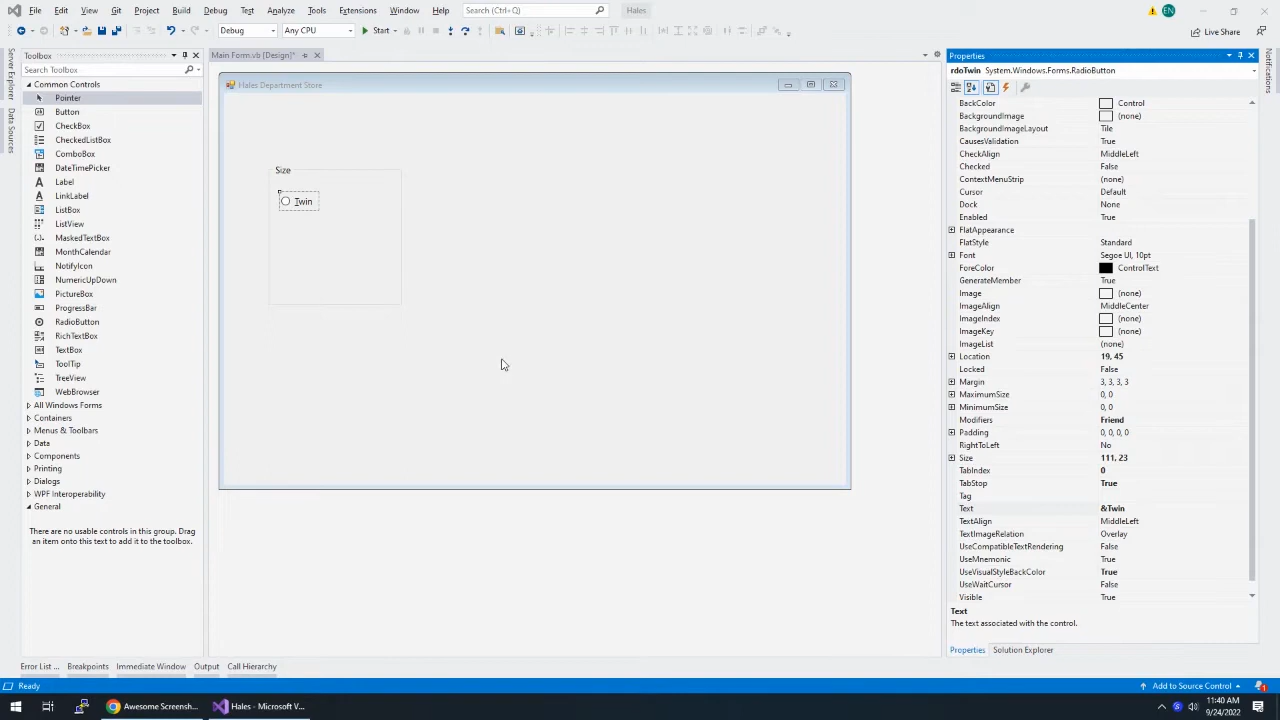 File Edit View Git Project Build Debug Test Analyze Tools Extensions Window Help Search (Ctrl+Q) Hales EN
Debug Any CPU Start Live Share
Server Explorer
Data Sources
Toolbox
Search Toolbox
Common Controls
Pointer
Button
CheckBox
CheckedListBox
ComboBox
DateTimePicker
Label
LinkLabel
ListBox
ListView
MaskedTextBox
MonthCalendar
NotifyIcon
NumericUpDown
PictureBox
ProgressBar
RadioButton
RichTextBox
TextBox
ToolTip
TreeView
WebBrowser
All Windows Forms
Containers
Menus & Toolbars
Data
Components
Printing
Dialogs
WPF Interoperability
General
There are no usable controls in this group. Drag
an item onto this text to add it to the toolbox.
Main Form.vb [Design]*
Hales Department Store
Size
Twin
Properties
rdoTwin System.Windows.Forms.RadioButton
BackColor Control
BackgroundImage (none)
BackgroundImageLayout Tile
CausesValidation True
CheckAlign MiddleLeft
Checked False
ContextMenuStrip (none)
Cursor Default
Dock None
Enabled True
FlatAppearance
FlatStyle Standard
Font Segoe UI, 10pt
ForeColor ControlText
GenerateMember True
Image (none)
ImageAlign MiddleCenter
ImageIndex (none)
ImageKey (none)
ImageList (none)
Location 19, 45
Locked False
Margin 3, 3, 3, 3
MaximumSize 0, 0
MinimumSize 0, 0
Modifiers Friend
Padding 0, 0, 0, 0
RightToLeft No
Size 111, 23
TabIndex 0
TabStop True
Tag
Text &Twin
TextAlign MiddleLeft
TextImageRelation Overlay
UseCompatibleTextRendering False
UseMnemonic True
UseVisualStyleBackColor True
UseWaitCursor False
Visible True
Text
The text associated with the control.
Properties Solution Explorer
Notifications
Error List ... Breakpoints Immediate Window Output Call Hierarchy
Ready Add to Source Control 1
Awesome Screensh... Hales - Microsoft V...
11:40 AM
9/24/2022